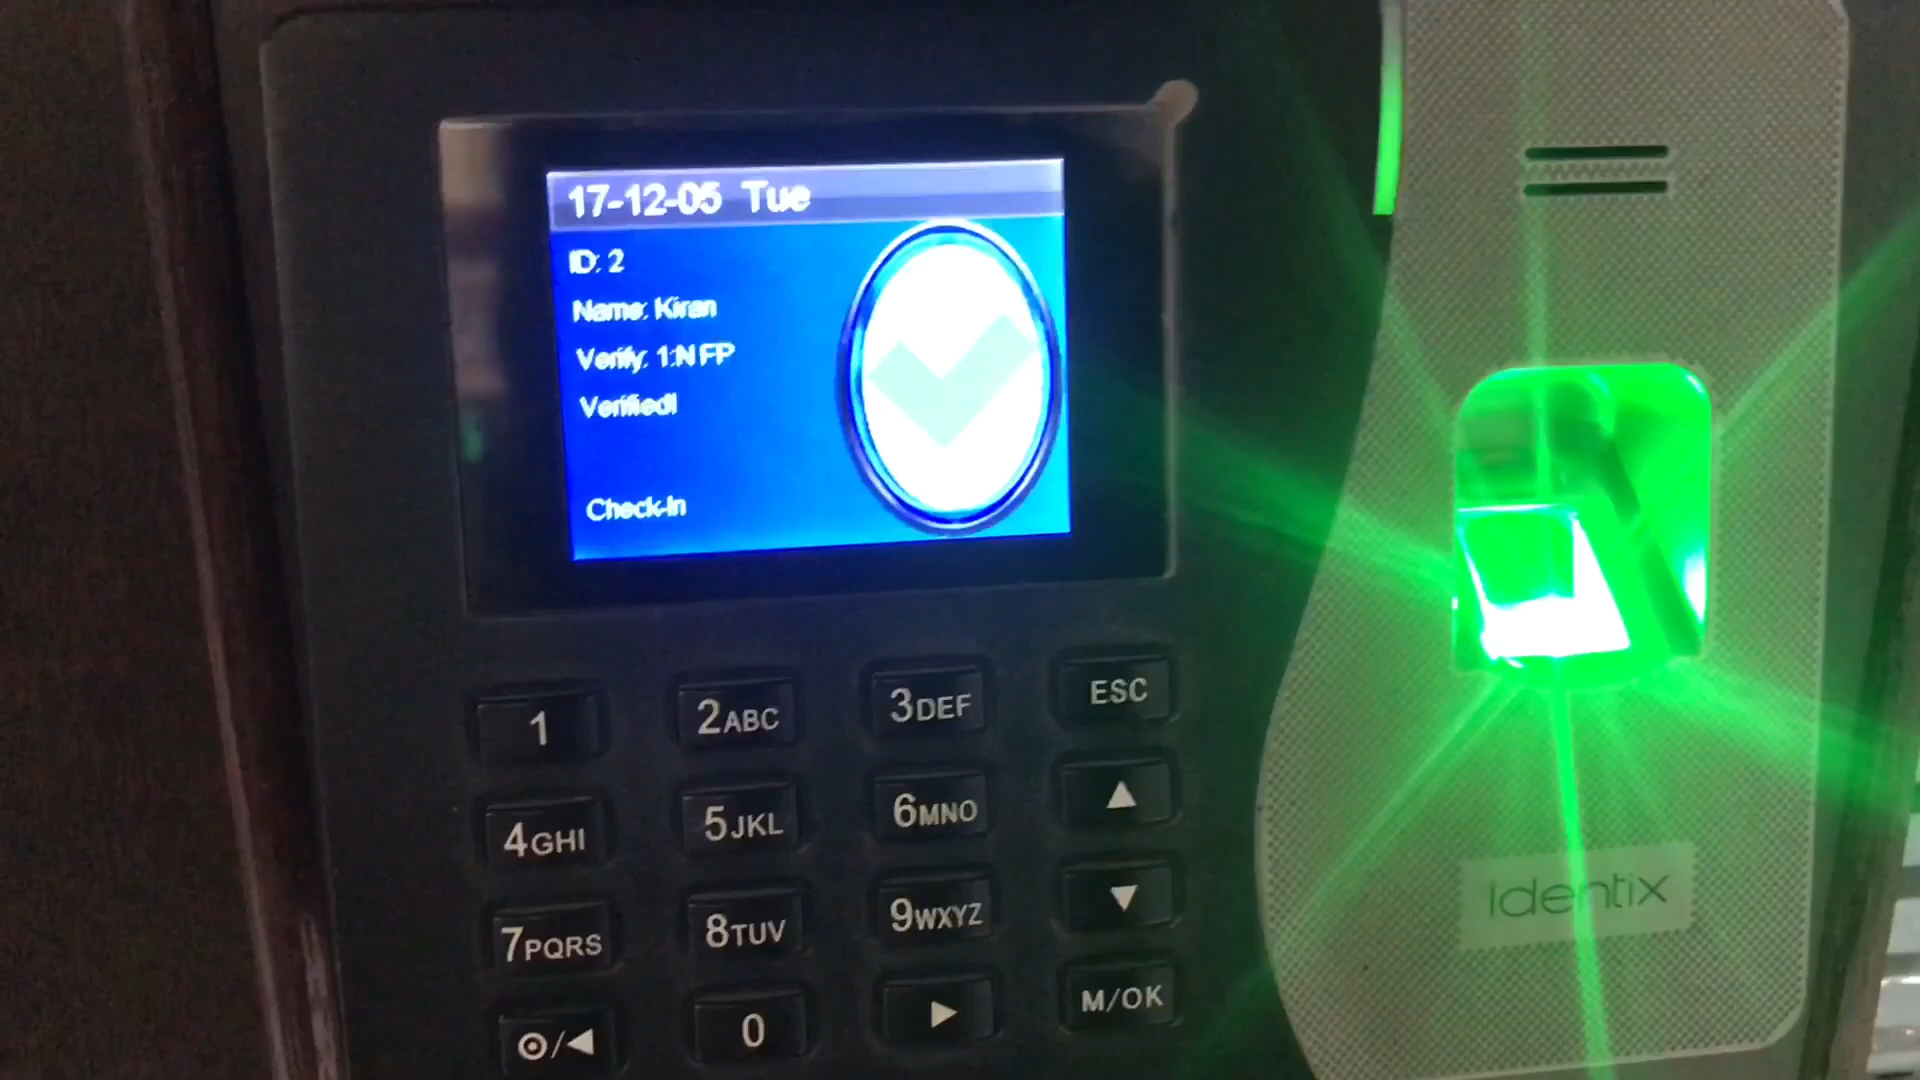 17-12-05 Tue
ID: 2
Name: Kiran
Verify: 1:N FP
Verified!
Check-In
1 2ABC 3DEF ESC
4GHI 5JKL 6MNO ▲
7PQRS 8TUV 9WXYZ ▼
⊙/◀ 0 ▶ M/OK
Identix